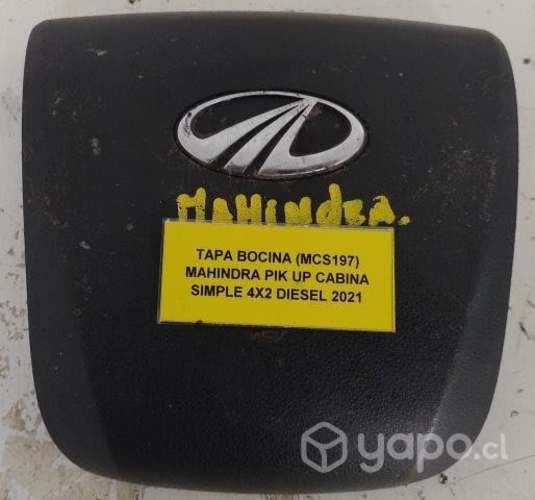 MAHINDRA.
TAPA BOCINA (MCS197)
MAHINDRA PIK UP CABINA
SIMPLE 4X2 DIESEL 2021
yapo.cl